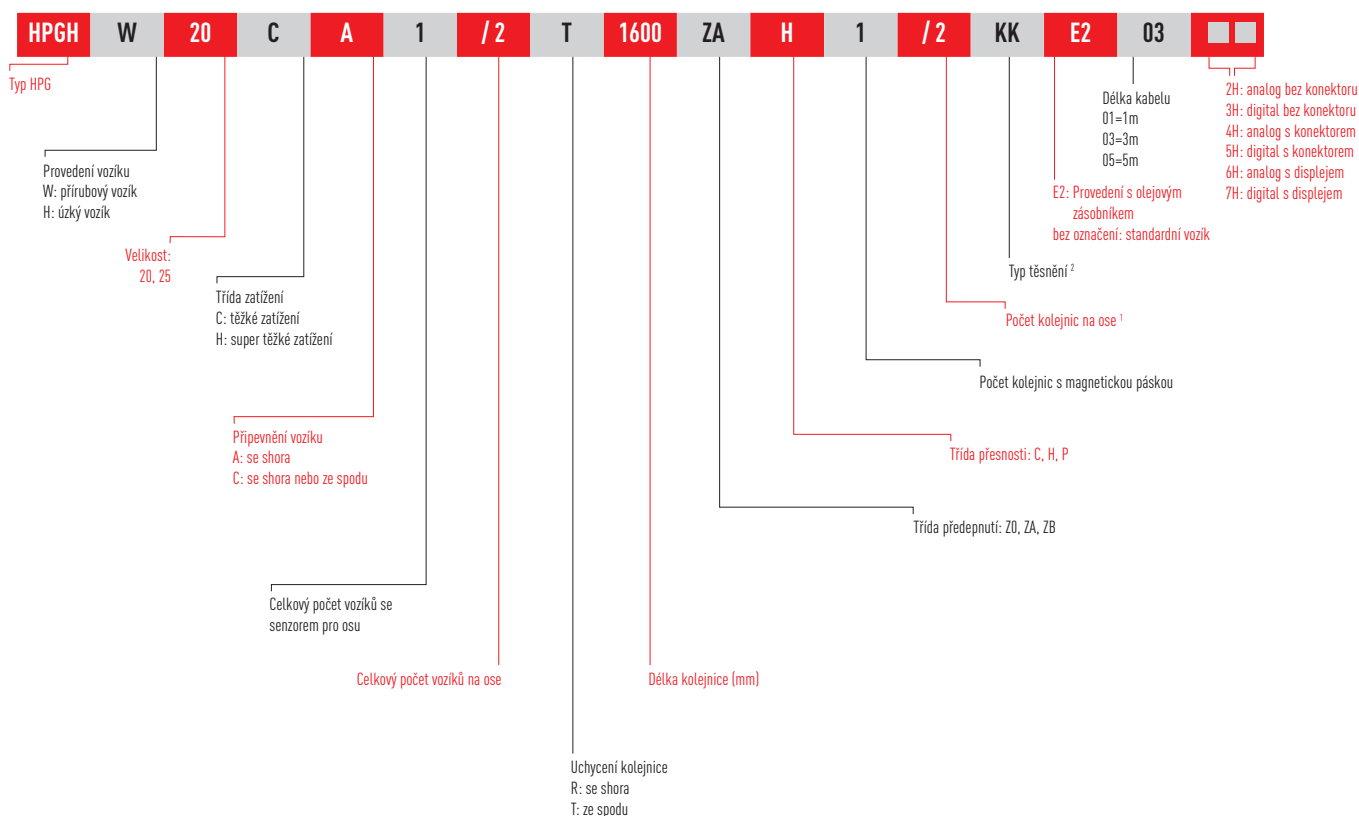 HPGH W 20 C A 1 / 2 T 1600 ZA H 1 / 2 KK E2 03
Typ HPG
Provedení vozíku
W: přírubový vozík
H: úzký vozík
Velikost:
20, 25
Třída zatížení
C: těžké zatížení
H: super těžké zatížení
Připevnění vozíku
A: se shora
C: se shora nebo ze spodu
Celkový počet vozíků se
senzorem pro osu
Celkový počet vozíků na ose
Uchycení kolejnice
R: se shora
T: ze spodu
Délka kolejnice (mm)
Třída předepnutí: Z0, ZA, ZB
Třída přesnosti: C, H, P
Počet kolejnic s magnetickou páskou
Počet kolejnic na ose ¹
Typ těsnění ²
E2: Provedení s olejovým
zásobníkem
bez označení: standardní vozík
Délka kabelu
01=1m
03=3m
05=5m
2H: analog bez konektoru
3H: digital bez konektoru
4H: analog s konektorem
5H: digital s konektorem
6H: analog s displejem
7H: digital s displejem